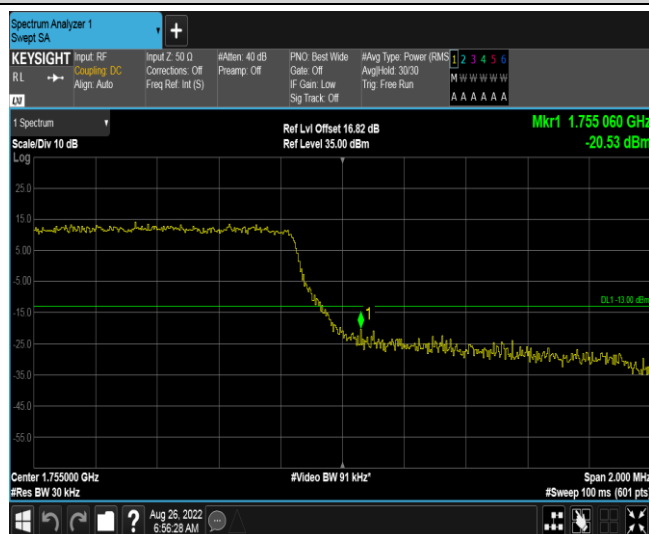 Spectrum Analyzer 1
Swept SA
+
KEYSIGHT Input: RF Input Z: 50 Ω #Atten: 40 dB PNO: Best Wide #Avg Type: Power (RMS 1 2 3 4 5 6
RL Coupling: DC Corrections: Off Preamp: Off Gate: Off Avg|Hold: 30/30 M W W W W W
Align: Auto Freq Ref: Int (S) IF Gain: Low Trig: Free Run
Sig Track: Off A A A A A A
LXI
1 Spectrum Ref Lvl Offset 16.82 dB Mkr1 1.755 060 GHz
Scale/Div 10 dB Ref Level 35.00 dBm -20.53 dBm
Log
25.0
15.0
5.00
-5.00
DL1 -13.00 dBm
1
-15.0
-25.0
-35.0
-45.0
-55.0
Center 1.755000 GHz #Video BW 91 kHz* Span 2.000 MHz
#Res BW 30 kHz #Sweep 100 ms (601 pts)
? Aug 26, 2022
6:56:28 AM